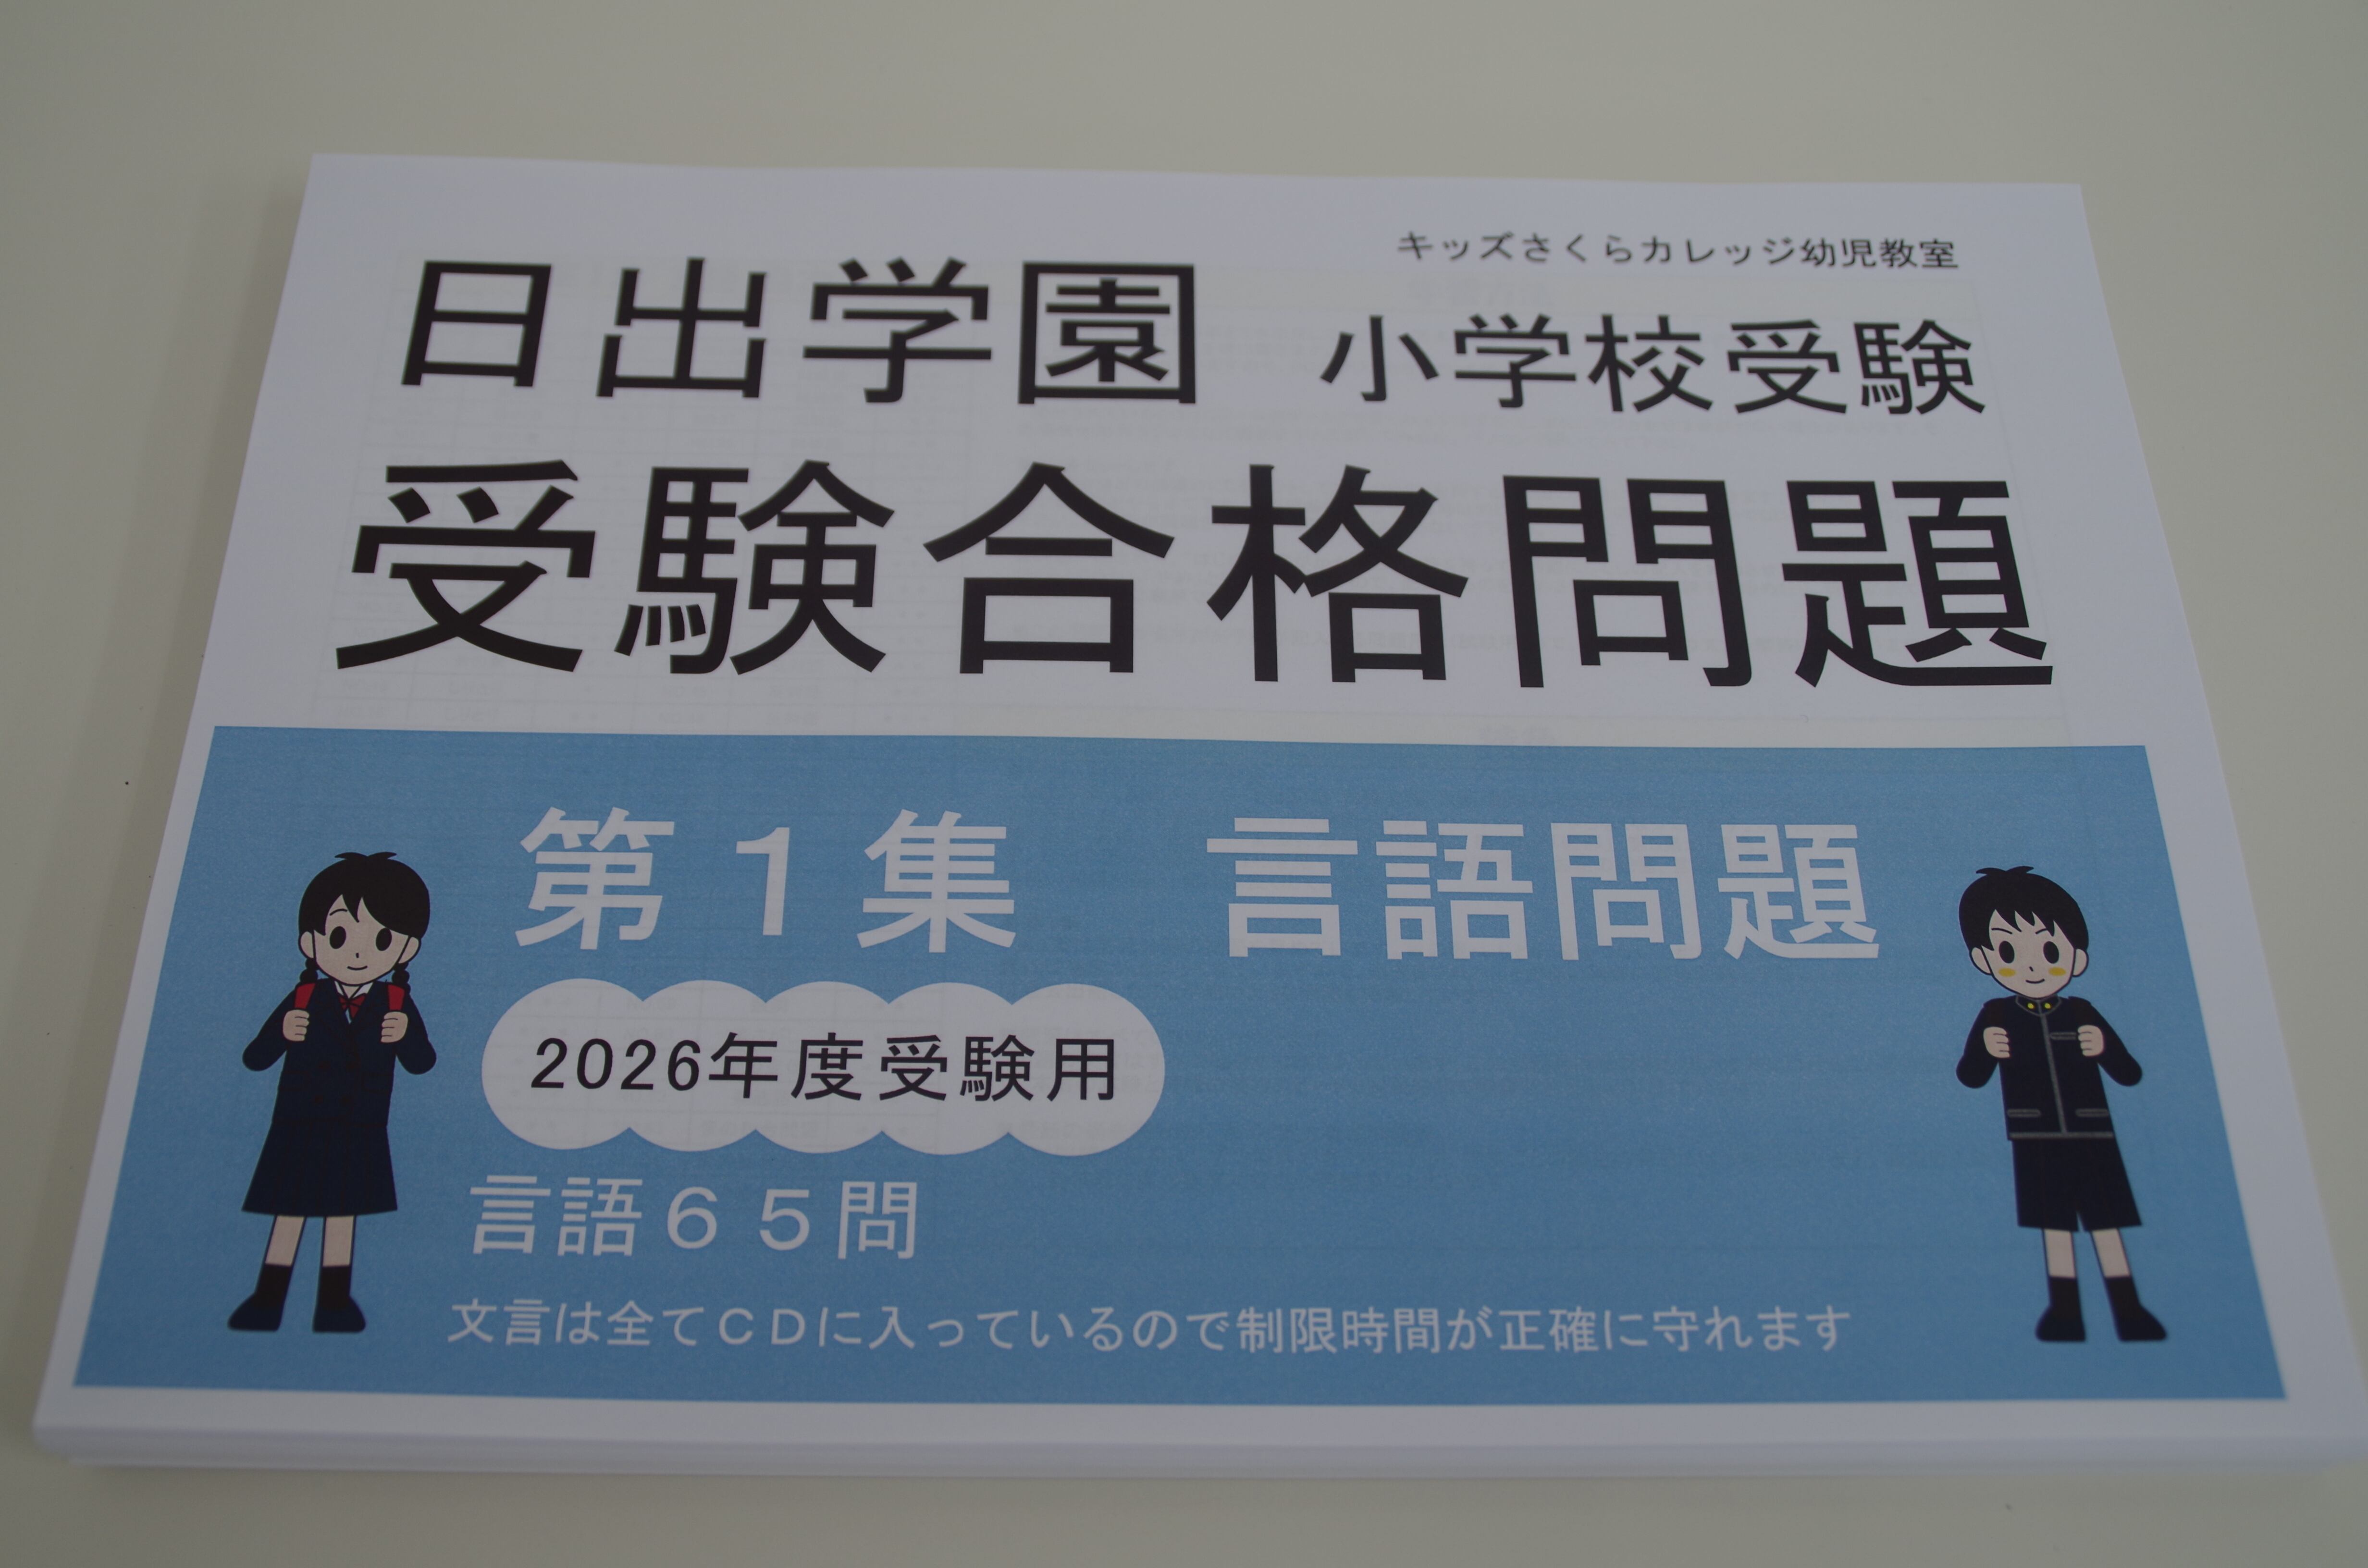 キッズさくらカレッジ幼児教室
日出学園 小学校受験
受験合格問題
第１集 言語問題
2026年度受験用
言語６５問
文言は全てＣＤに入っているので制限時間が正確に守れます